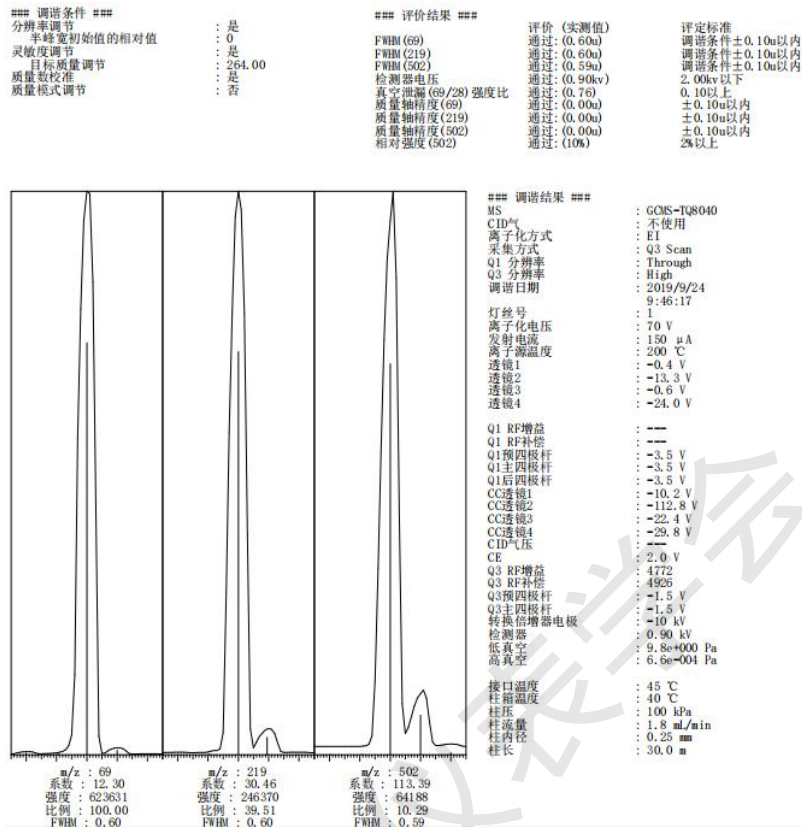 ### 调谐条件 ###
分辨率调节 : 是
半峰宽初始值的相对值 : 0
灵敏度调节 : 是
目标质量调节 : 264.00
质量数校准 : 是
质量模式调节 : 否
### 评价结果 ###
评价 (实测值) 评定标准
FWHM(69) 通过: (0.60u) 调谐条件±0.10u以内
FWHM(219) 通过: (0.60u) 调谐条件±0.10u以内
FWHM(502) 通过: (0.59u) 调谐条件±0.10u以内
检测器电压 通过: (0.90kv) 2.00kv以下
真空泄漏(69/28)强度比 通过: (0.76) 0.10以上
质量轴精度(69) 通过: (0.00u) ±0.10u以内
质量轴精度(219) 通过: (0.00u) ±0.10u以内
质量轴精度(502) 通过: (0.00u) ±0.10u以内
相对强度(502) 通过: (10%) 2%以上
m/z : 69
系数 : 12.30
强度 : 623631
比例 : 100.00
FWHM : 0.60
m/z : 219
系数 : 30.46
强度 : 246370
比例 : 39.51
FWHM : 0.60
m/z : 502
系数 : 113.39
强度 : 64188
比例 : 10.29
FWHM : 0.59
### 调谐结果 ###
MS : GCMS-TQ8040
CID气 : 不使用
离子化方式 : EI
采集方式 : Q3 Scan
Q1 分辨率 : Through
Q3 分辨率 : High
调谐日期 : 2019/9/24
9:46:17
灯丝号 : 1
离子化电压 : 70 V
发射电流 : 150 μA
离子源温度 : 200 ℃
透镜1 : -0.4 V
透镜2 : -13.3 V
透镜3 : -0.6 V
透镜4 : -24.0 V
Q1 RF增益 : ---
Q1 RF补偿 : ---
Q1预四极杆 : -3.5 V
Q1主四极杆 : -3.5 V
Q1后四极杆 : -3.5 V
CC透镜1 : -10.2 V
CC透镜2 : -112.8 V
CC透镜3 : -22.4 V
CC透镜4 : -29.8 V
CID气压 : ---
CE : 2.0 V
Q3 RF增益 : 4772
Q3 RF补偿 : 4926
Q3预四极杆 : -1.5 V
Q3主四极杆 : -1.5 V
转换倍增器电极 : -10 kV
检测器 : 0.90 kV
低真空 : 9.8e+000 Pa
高真空 : 6.6e-004 Pa
接口温度 : 45 ℃
柱箱温度 : 40 ℃
柱压 : 100 kPa
柱流量 : 1.8 mL/min
柱内径 : 0.25 mm
柱长 : 30.0 m
仪表学会